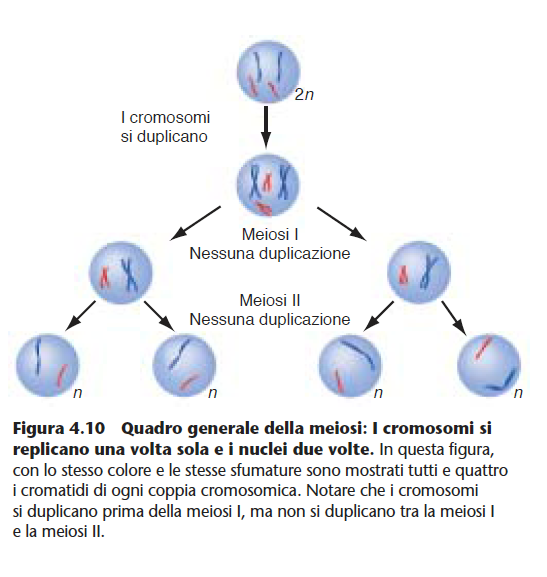 2n
I cromosomi
si duplicano
Meiosi I
Nessuna duplicazione
Meiosi II
Nessuna duplicazione
n
n
n
n
Figura 4.10 Quadro generale della meiosi: I cromosomi si
replicano una volta sola e i nuclei due volte. In questa figura,
con lo stesso colore e le stesse sfumature sono mostrati tutti e quattro
i cromatidi di ogni coppia cromosomica. Notare che i cromosomi
si duplicano prima della meiosi I, ma non si duplicano tra la meiosi I
e la meiosi II.